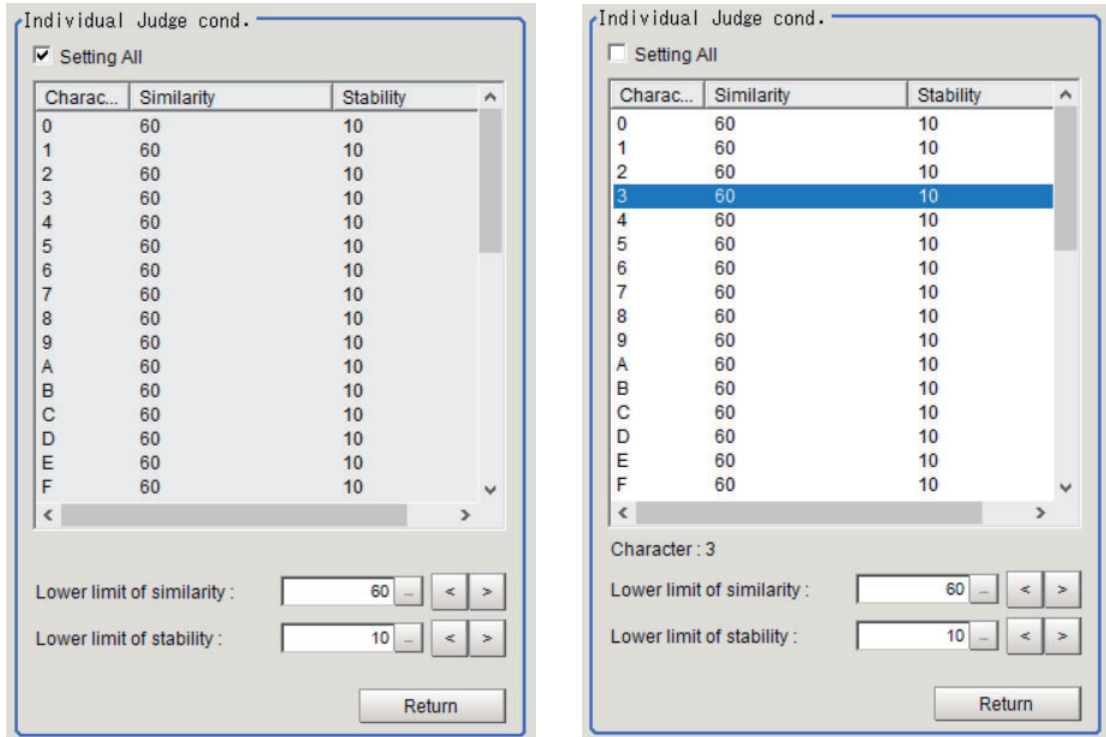 Individual Judge cond.
Setting All
Charac... Similarity Stability
0 60 10
1 60 10
2 60 10
3 60 10
4 60 10
5 60 10
6 60 10
7 60 10
8 60 10
9 60 10
A 60 10
B 60 10
C 60 10
D 60 10
E 60 10
F 60 10
Lower limit of similarity : 60 ... < >
Lower limit of stability : 10 ... < >
Return
Individual Judge cond.
Setting All
Charac... Similarity Stability
0 60 10
1 60 10
2 60 10
3 60 10
4 60 10
5 60 10
6 60 10
7 60 10
8 60 10
9 60 10
A 60 10
B 60 10
C 60 10
D 60 10
E 60 10
F 60 10
Character : 3
Lower limit of similarity : 60 ... < >
Lower limit of stability : 10 ... < >
Return